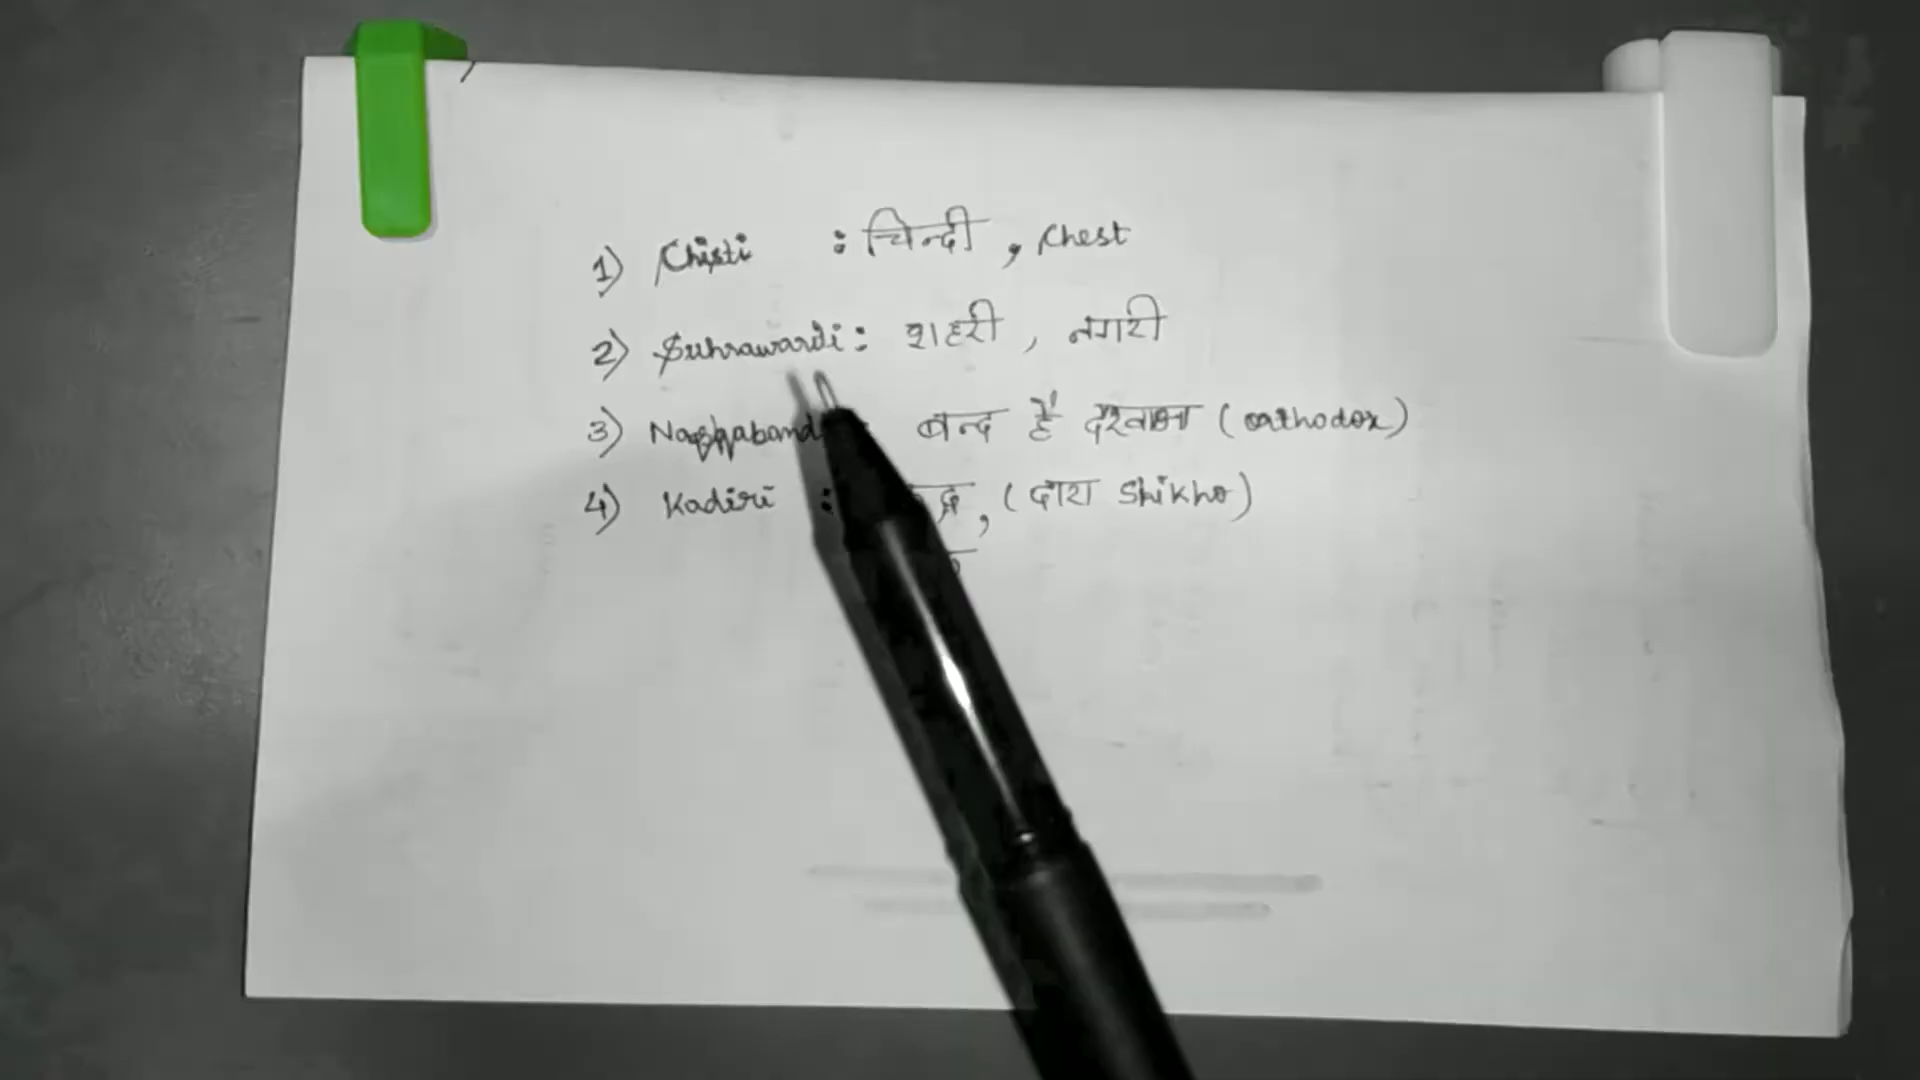 1) Chisti : चिन्दी , Chest
2) Suhrawardi : शहरी , नगरी
3) बन्द हैं दरवाजा (orthodox)
4) Kadiri : , (दारा Shikho)